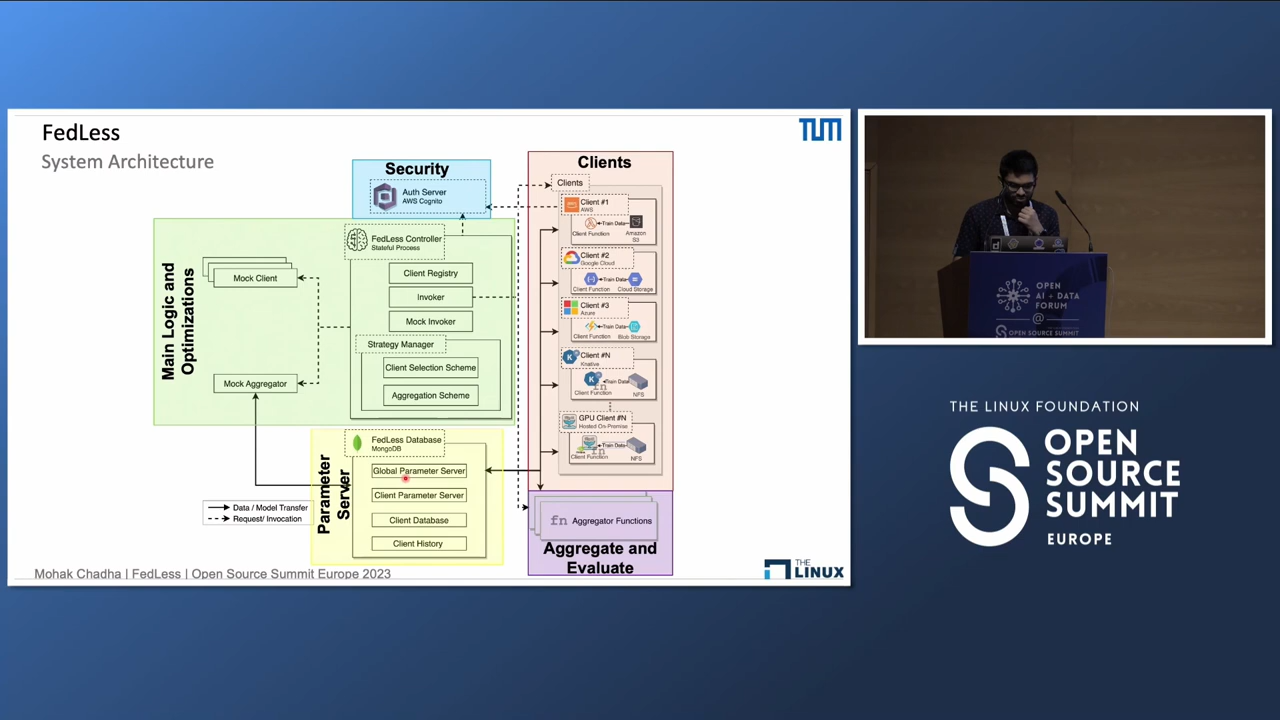 FedLess
System Architecture
TUM
Security
Auth Server
AWS Cognito
Main Logic and
Optimizations
Mock Client
Mock Aggregator
FedLess Controller
Stateful Process
Client Registry
Invoker
Mock Invoker
Strategy Manager
Client Selection Scheme
Aggregation Scheme
Parameter
Server
FedLess Database
MongoDB
Global Parameter Server
Client Parameter Server
Client Database
Client History
Data / Model Transfer
Request/ Invocation
Clients
Clients
Client #1
AWS
Train Data
Client Function
Amazon
S3
Client #2
Google Cloud
Train Data
Client Function
Cloud Storage
Client #3
Azure
Train Data
Client Function
Blob Storage
Client #N
Knative
Train Data
Client Function
fn
NFS
GPU Client #N
Hosted On-Premise
Train Data
Client Function
fn
NFS
fn Aggregator Functions
Aggregate and
Evaluate
Mohak Chadha | FedLess | Open Source Summit Europe 2023
THE
LINUX
OPEN
AI + DATA
FORUM
@
OPEN SOURCE SUMMIT
THE LINUX FOUNDATION
OPEN
SOURCE
SUMMIT
EUROPE